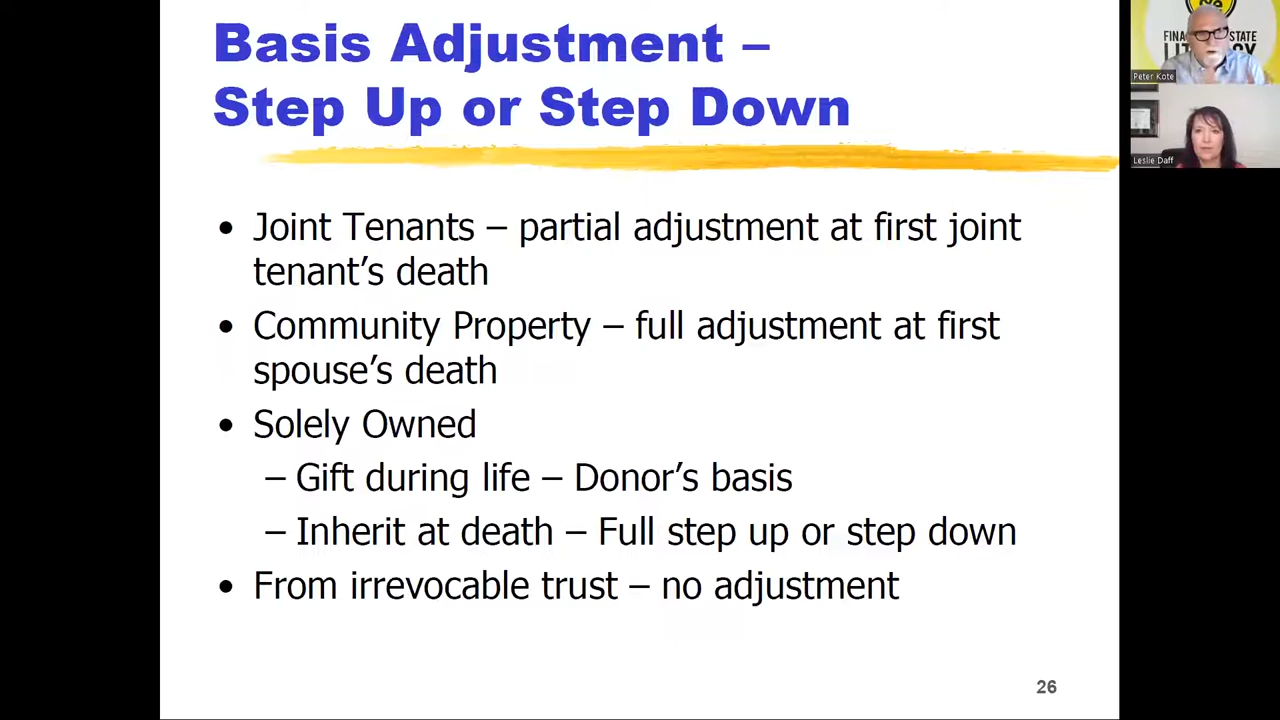 Basis Adjustment –
Step Up or Step Down
• Joint Tenants – partial adjustment at first joint
tenant’s death
• Community Property – full adjustment at first
spouse’s death
• Solely Owned
– Gift during life – Donor’s basis
– Inherit at death – Full step up or step down
• From irrevocable trust – no adjustment
26
Peter Kote
Leslie Daff